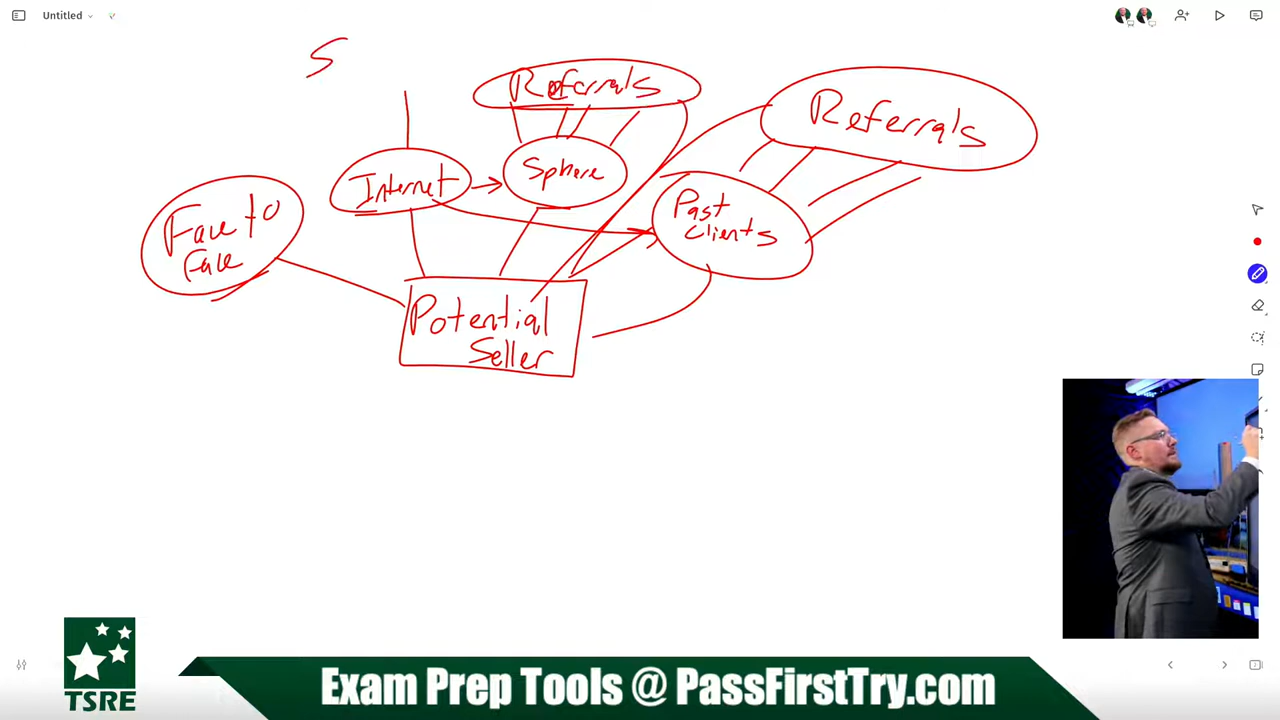 Untitled
S
Referrals
Referrals
Internet
Sphere
Past
Clients
Face to
Face
Potential
Seller
TSRE
Exam Prep Tools @ PassFirstTry.com